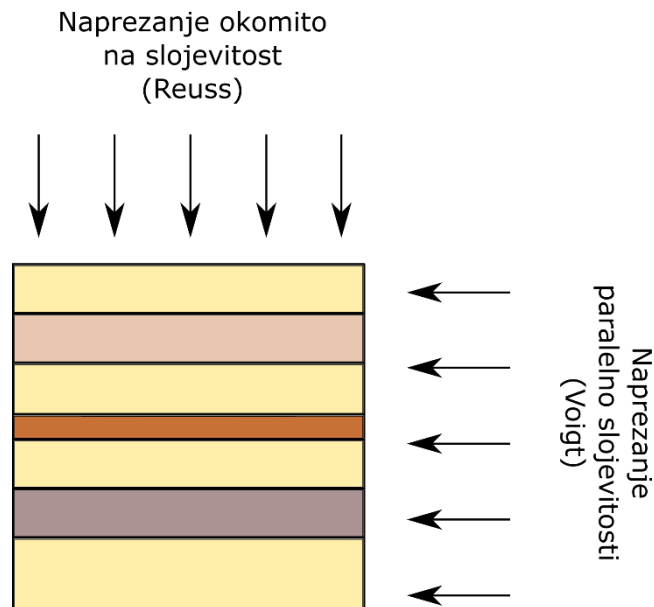 Naprezanje okomito
na slojevitost
(Reuss)
Naprezanje
paralelno slojevitosti
(Voigt)